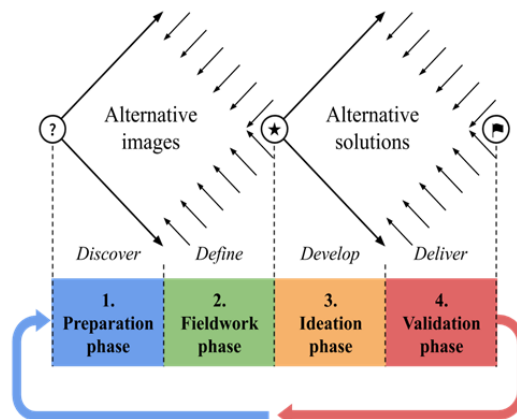 Alternative
images
Alternative
solutions
?
Discover
Define
Develop
Deliver
1.
Preparation
phase
2.
Fieldwork
phase
3.
Ideation
phase
4.
Validation
phase